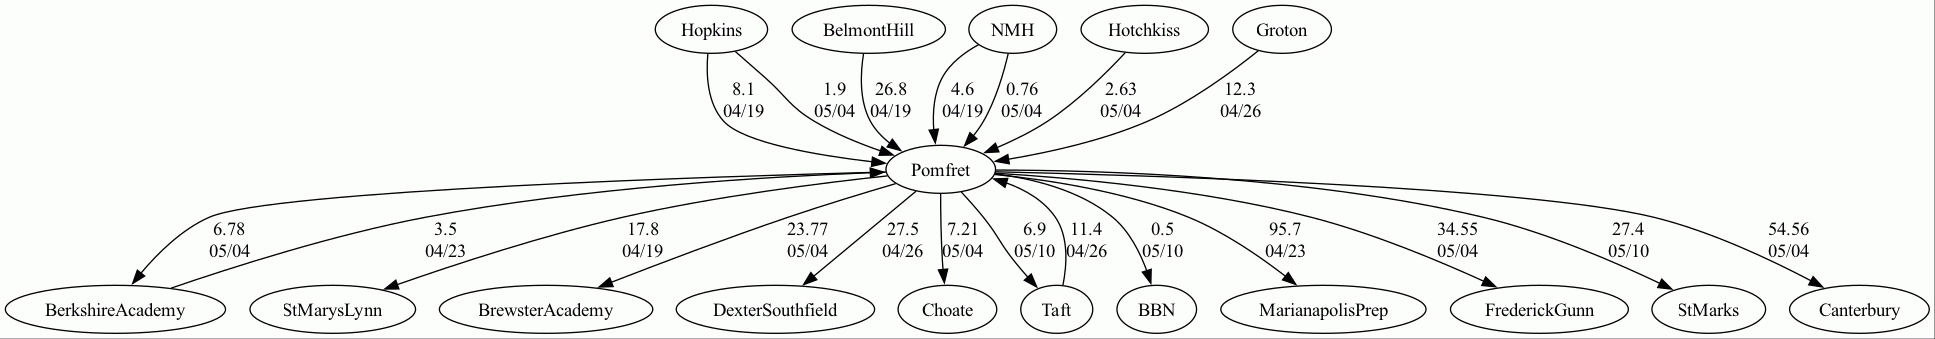 Hopkins
BelmontHill
NMH
Hotchkiss
Groton
8.1
04/19
1.9
05/04
26.8
04/19
4.6
04/19
0.76
05/04
2.63
05/04
12.3
04/26
Pomfret
6.78
05/04
3.5
04/23
17.8
04/19
23.77
05/04
27.5
04/26
7.21
05/04
6.9
05/10
11.4
04/26
0.5
05/10
95.7
04/23
34.55
05/04
27.4
05/10
54.56
05/04
BerkshireAcademy
StMarysLynn
BrewsterAcademy
DexterSouthfield
Choate
Taft
BBN
MarianapolisPrep
FrederickGunn
StMarks
Canterbury